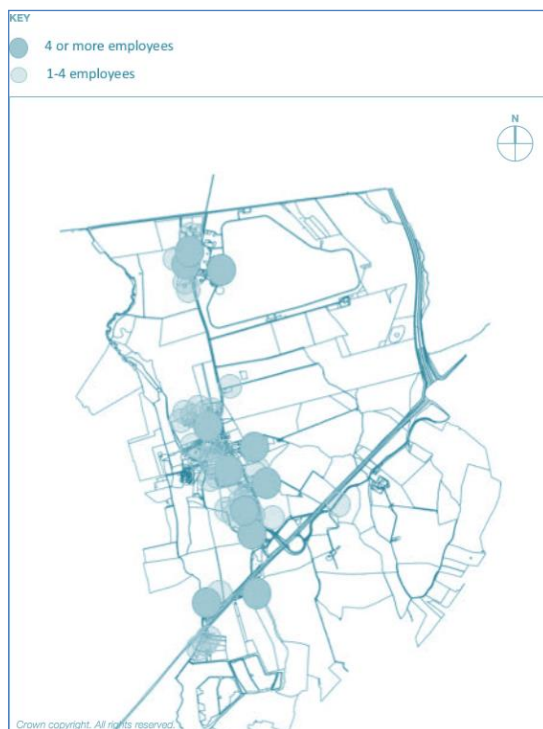 KEY
4 or more employees
1-4 employees
N
Crown copyright. All rights reserved.